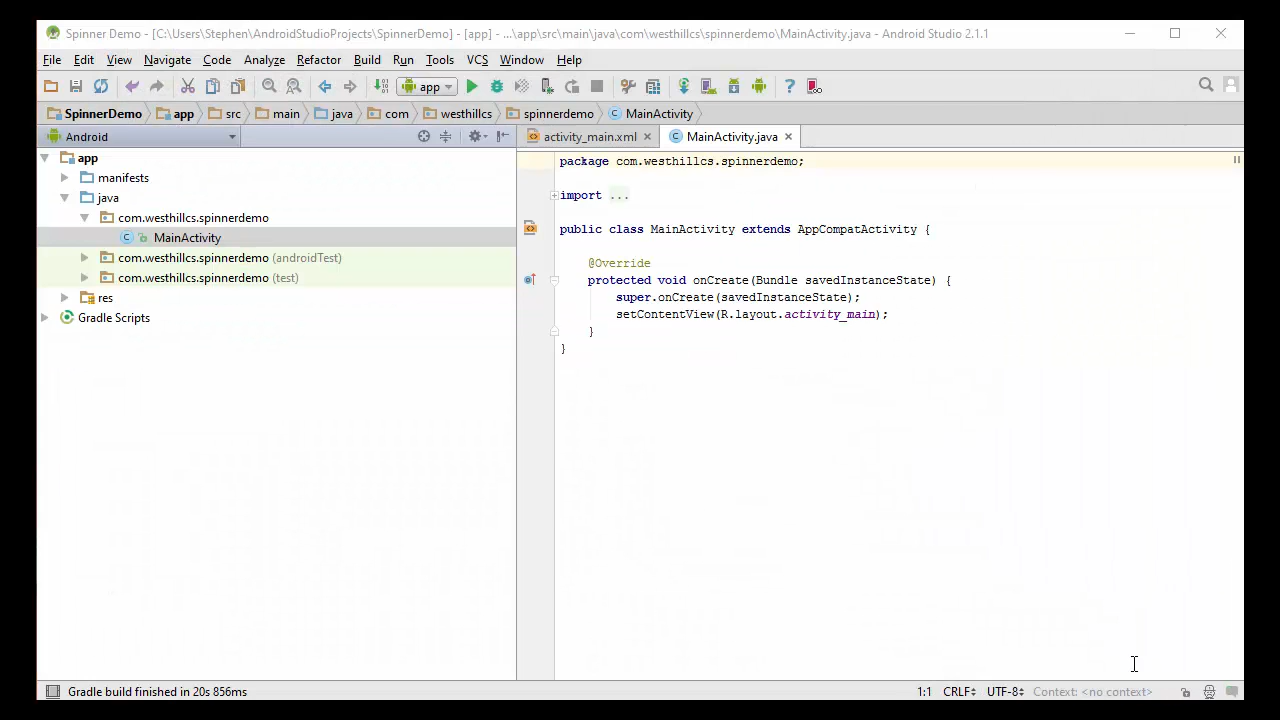 Spinner Demo - [C:\Users\Stephen\AndroidStudioProjects\SpinnerDemo] - [app] - ...\app\src\main\java\com\westhillcs\spinnerdemo\MainActivity.java - Android Studio 2.1.1
File Edit View Navigate Code Analyze Refactor Build Run Tools VCS Window Help
app
SpinnerDemo app src main java com westhillcs spinnerdemo MainActivity
Android
activity_main.xml MainActivity.java
app
manifests
java
com.westhillcs.spinnerdemo
MainActivity
com.westhillcs.spinnerdemo (androidTest)
com.westhillcs.spinnerdemo (test)
res
Gradle Scripts
package com.westhillcs.spinnerdemo;
import ...
public class MainActivity extends AppCompatActivity {
@Override
protected void onCreate(Bundle savedInstanceState) {
super.onCreate(savedInstanceState);
setContentView(R.layout.activity_main);
}
}
Gradle build finished in 20s 856ms
1:1 CRLF UTF-8 Context: <no context>